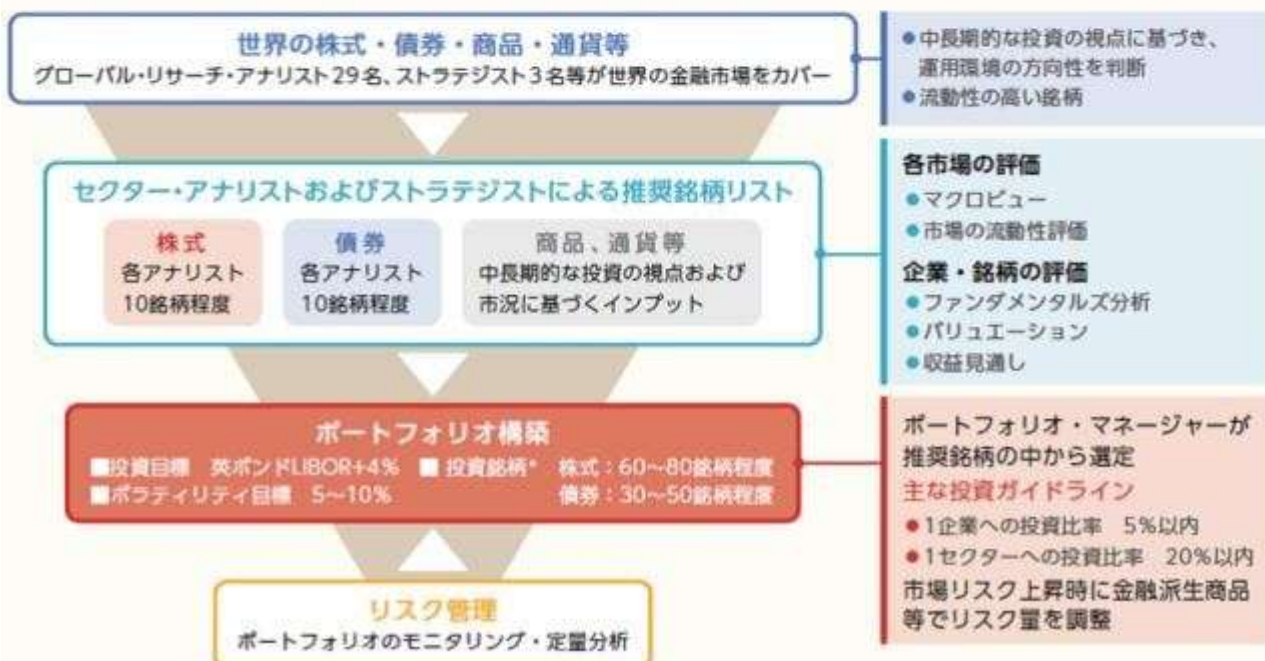 世界の株式・債券・商品・通貨等
グローバル・リサーチ・アナリスト29名、ストラテジスト3名等が世界の金融市場をカバー
●中長期的な投資の視点に基づき、
運用環境の方向性を判断
●流動性の高い銘柄
セクター・アナリストおよびストラテジストによる推奨銘柄リスト
株式
各アナリスト
10銘柄程度
債券
各アナリスト
10銘柄程度
商品、通貨等
中長期的な投資の視点および
市況に基づくインプット
各市場の評価
●マクロビュー
●市場の流動性評価
企業・銘柄の評価
●ファンダメンタルズ分析
●バリュエーション
●収益見通し
ポートフォリオ構築
■投資目標 英ポンドLIBOR+4% ■投資銘柄* 株式：60～80銘柄程度
■ボラティリティ目標 5～10% 債券：30～50銘柄程度
ポートフォリオ・マネージャーが
推奨銘柄の中から選定
主な投資ガイドライン
●1企業への投資比率 5%以内
●1セクターへの投資比率 20%以内
市場リスク上昇時に金融派生商品
等でリスク量を調整
リスク管理
ポートフォリオのモニタリング・定量分析